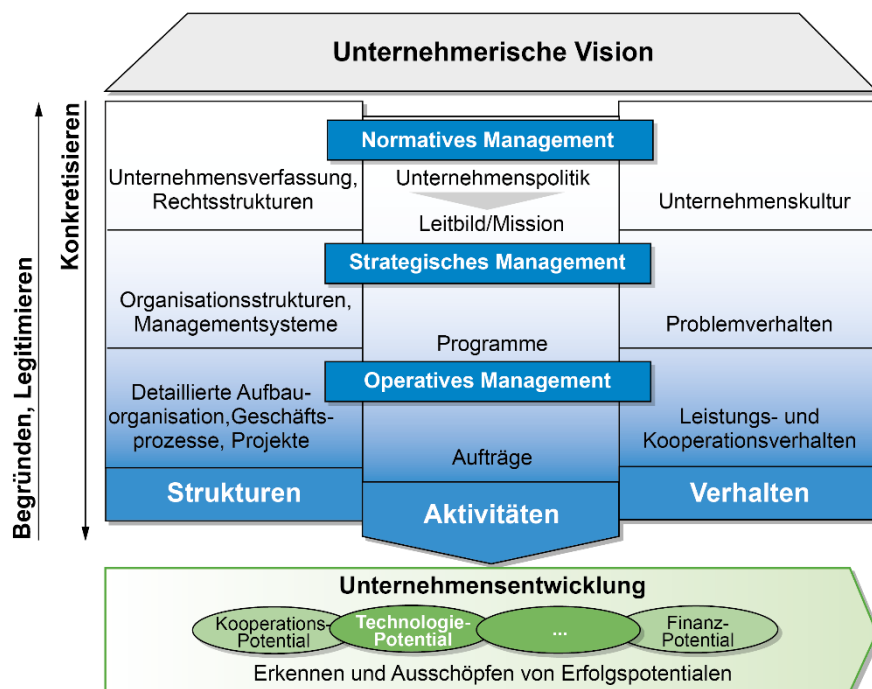 Unternehmerische Vision
Begründen, Legitimieren
Konkretisieren
Normatives Management
Unternehmensverfassung,
Rechtsstrukturen
Unternehmenspolitik
Leitbild/Mission
Unternehmenskultur
Strategisches Management
Organisationsstrukturen,
Managementsysteme
Programme
Problemverhalten
Operatives Management
Detaillierte Aufbau-
organisation,Geschäfts-
prozesse, Projekte
Aufträge
Leistungs- und
Kooperationsverhalten
Strukturen
Aktivitäten
Verhalten
Unternehmensentwicklung
Kooperations-
Potential
Technologie-
Potential
...
Finanz-
Potential
Erkennen und Ausschöpfen von Erfolgspotentialen